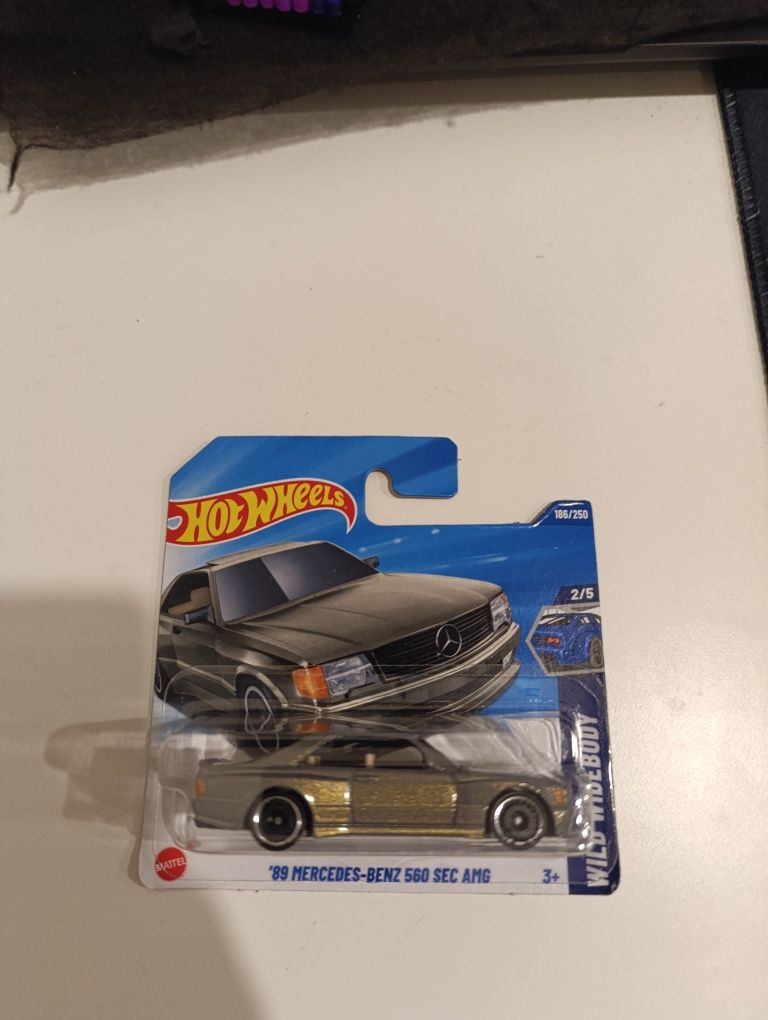 HOT WHEELS
186/250
2/5
WILD WIDEBODY
MATTEL
'89 MERCEDES-BENZ 560 SEC AMG
3+